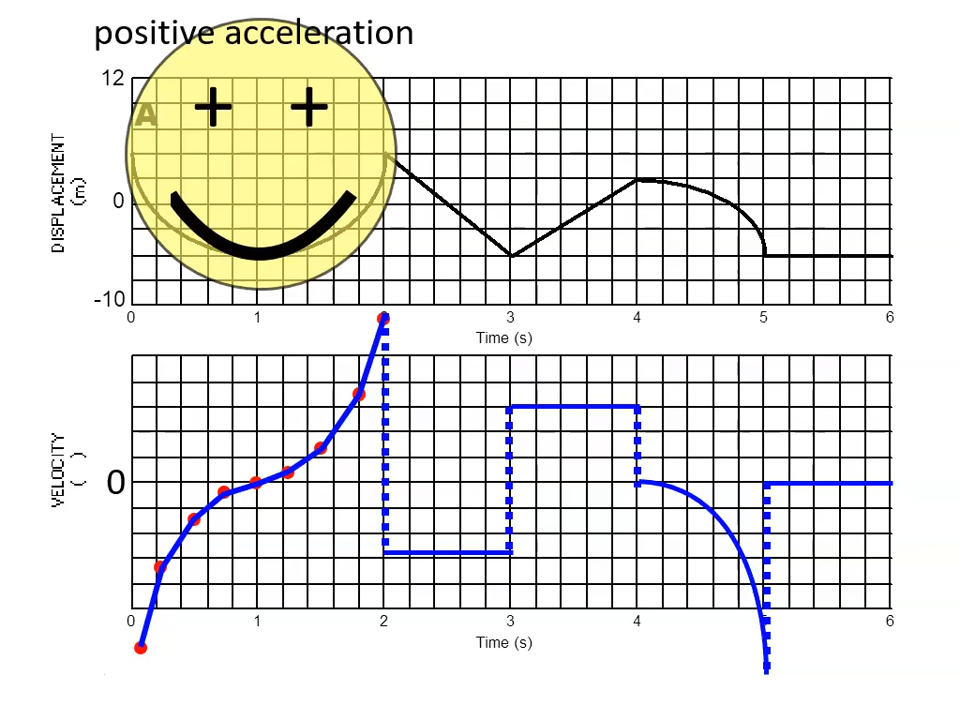 positive acceleration
12
A
+ +
DISPLACEMENT
(m)
0
-10
0 1 2 3 4 5 6
Time (s)
VELOCITY
( )
0
0 1 2 3 4 5 6
Time (s)